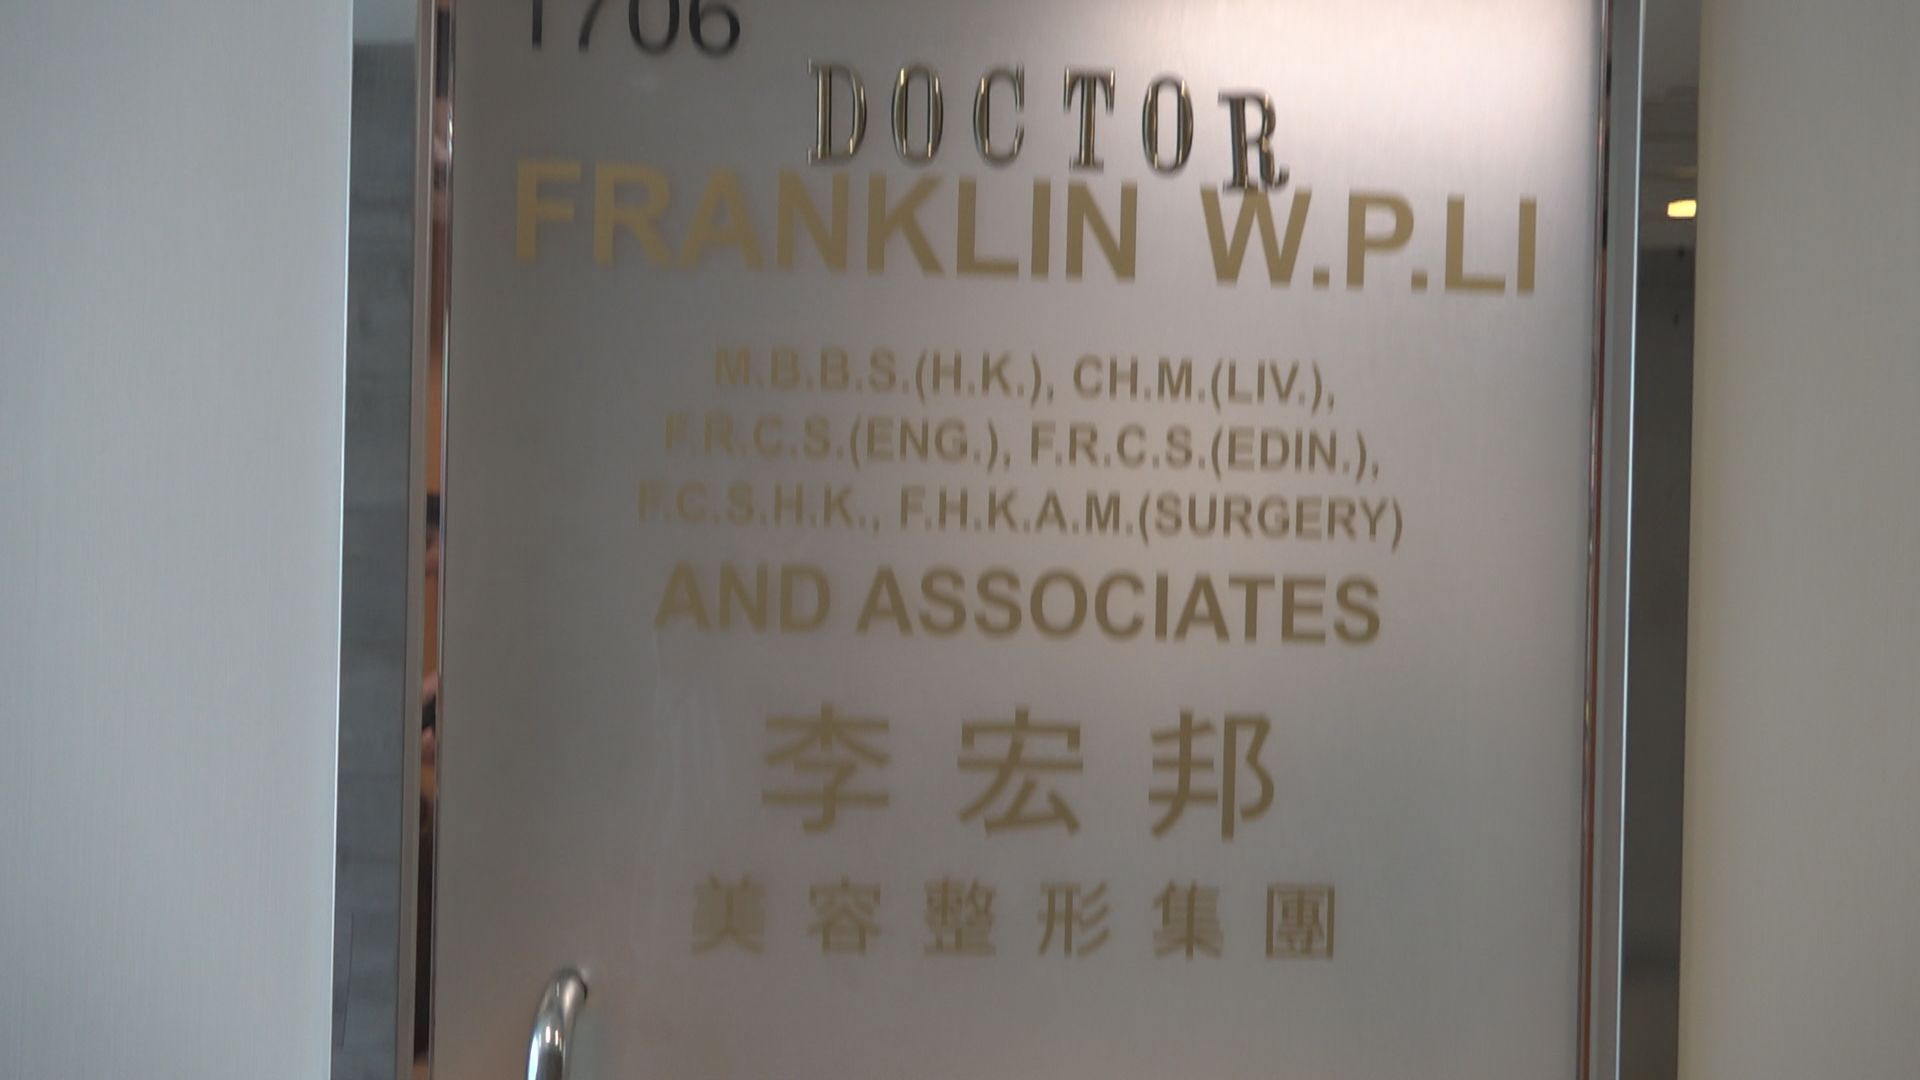 1706
DOCTOR
FRANKLIN W.P.LI
M.B.B.S.(H.K.), CH.M.(LIV.),
F.R.C.S.(ENG.), F.R.C.S.(EDIN.),
F.C.S.H.K., F.H.K.A.M.(SURGERY)
AND ASSOCIATES
李宏邦
美容整形集團